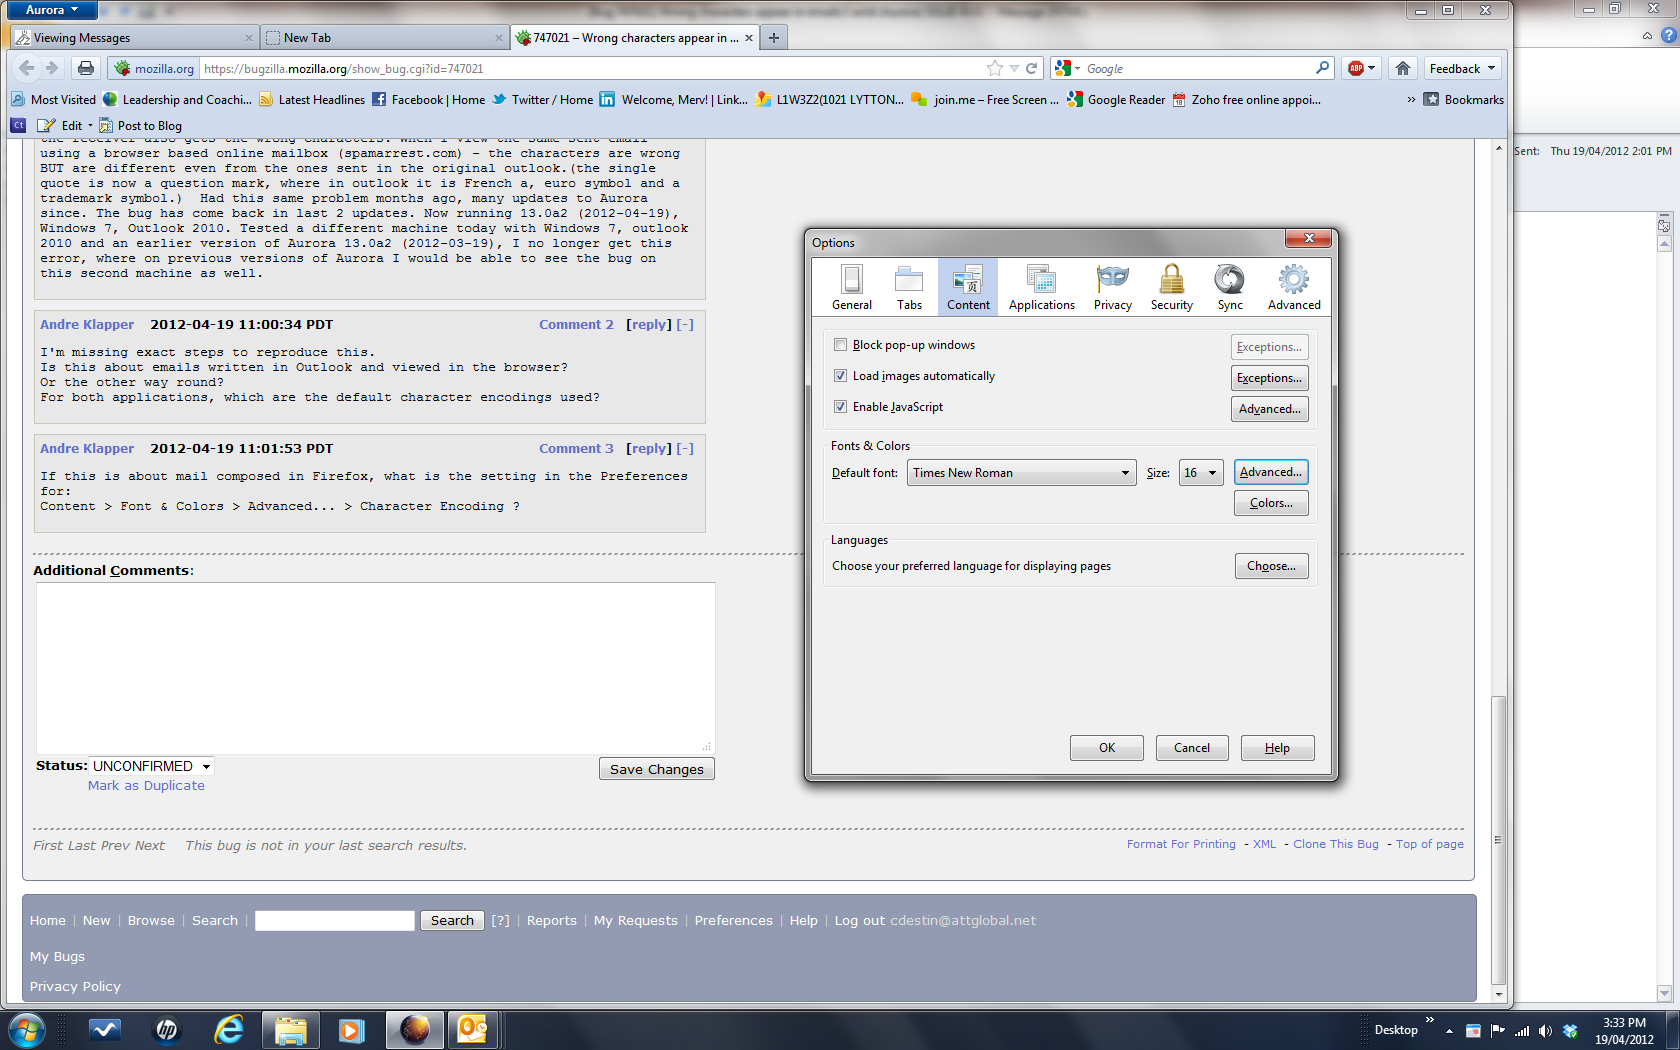 Aurora
Viewing Messages
New Tab
747021 – Wrong characters appear in ...
mozilla.org
https://bugzilla.mozilla.org/show_bug.cgi?id=747021
Google
ABP
Feedback
Most Visited
Leadership and Coachi...
Latest Headlines
Facebook | Home
Twitter / Home
Welcome, Merv! | Link...
L1W3Z2(1021 LYTTON...
join.me – Free Screen ...
Google Reader
Zoho free online appoi...
»
Bookmarks
Ct
Edit
Post to Blog
Sent: Thu 19/04/2012 2:01 PM
the receiver also gets the wrong characters. When I view the same sent email
using a browser based online mailbox (spamarrest.com) - the characters are wrong
BUT are different even from the ones sent in the original outlook.(the single
quote is now a question mark, where in outlook it is French a, euro symbol and a
trademark symbol.)  Had this same problem months ago, many updates to Aurora
since. The bug has come back in last 2 updates. Now running 13.0a2 (2012-04-19),
Windows 7, Outlook 2010. Tested a different machine today with Windows 7, outlook
2010 and an earlier version of Aurora 13.0a2 (2012-03-19), I no longer get this
error, where on previous versions of Aurora I would be able to see the bug on
this second machine as well.
Andre Klapper 2012-04-19 11:00:34 PDT Comment 2 [reply] [-]
I'm missing exact steps to reproduce this.
Is this about emails written in Outlook and viewed in the browser?
Or the other way round?
For both applications, which are the default character encodings used?
Andre Klapper 2012-04-19 11:01:53 PDT Comment 3 [reply] [-]
If this is about mail composed in Firefox, what is the setting in the Preferences
for:
Content > Font & Colors > Advanced... > Character Encoding ?
Additional Comments:
Status: UNCONFIRMED
Save Changes
Mark as Duplicate
First Last Prev Next This bug is not in your last search results.
Format For Printing - XML - Clone This Bug - Top of page
Home | New | Browse | Search | Search [?] | Reports | My Requests | Preferences | Help | Log out cdestin@attglobal.net
My Bugs
Privacy Policy
Options
General
Tabs
Content
Applications
Privacy
Security
Sync
Advanced
Block pop-up windows
Exceptions...
Load images automatically
Exceptions...
Enable JavaScript
Advanced...
Fonts & Colors
Default font: Times New Roman Size: 16 Advanced...
Colors...
Languages
Choose your preferred language for displaying pages
Choose...
OK
Cancel
Help
hp
Desktop
»
3:33 PM
19/04/2012